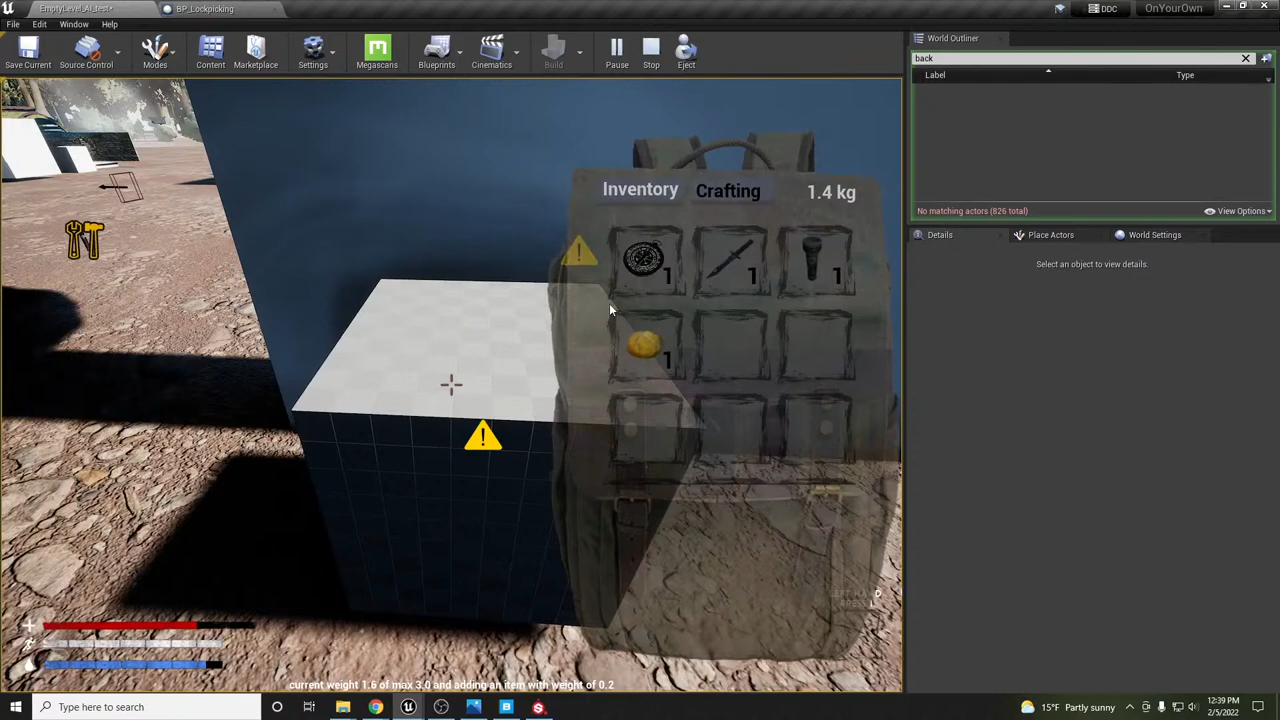 EmptyLevel_AI_test*
BP_Lockpicking
DDC
OnYourOwn
File Edit Window Help
Save Current
Source Control
Modes
Content
Marketplace
Settings
Megascans
Blueprints
Cinematics
Build
Pause
Stop
Eject
World Outliner
back
Label
Type
No matching actors (826 total)
View Options
Details
Place Actors
World Settings
Select an object to view details.
Inventory
Crafting
1.4 kg
1
1
1
1
PRESS L
current weight 1.6 of max 3.0 and adding an item with weight of 0.2
Type here to search
15°F Partly sunny
12:39 PM
2/5/2022